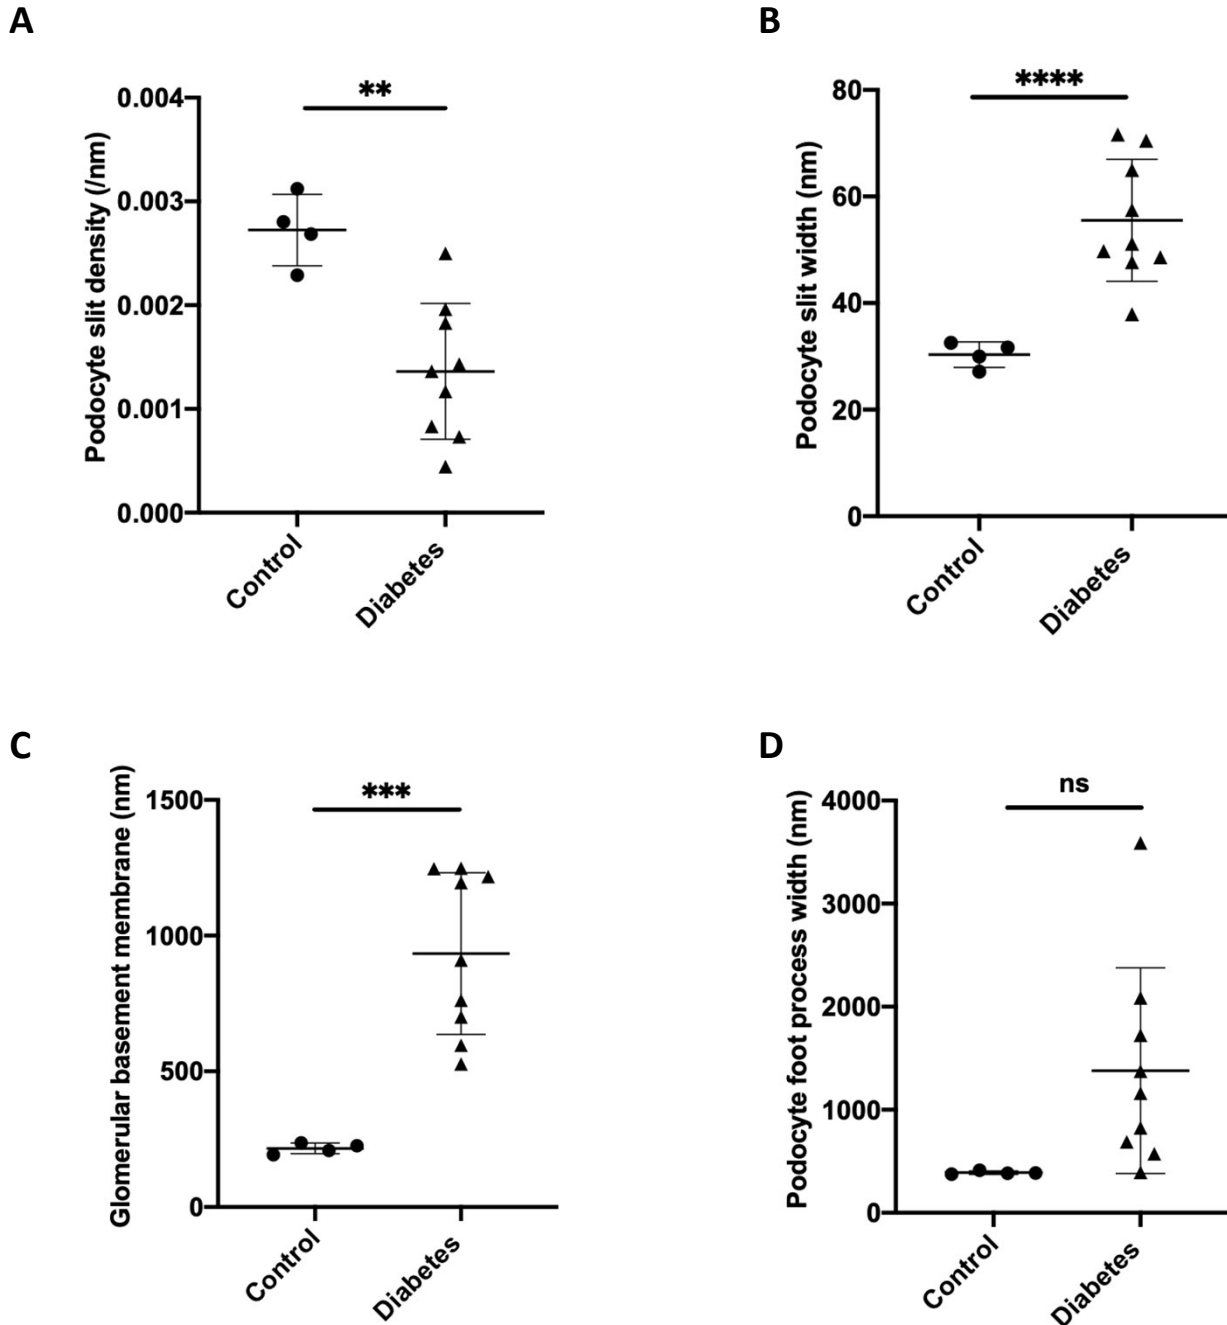 A
**
0.004
0.003
0.002
0.001
0.000
Podocyte slit density (/nm)
Control
Diabetes
B
****
80
60
40
20
0
Podocyte slit width (nm)
Control
Diabetes
C
***
1500
1000
500
0
Glomerular basement membrane (nm)
Control
Diabetes
D
ns
4000
3000
2000
1000
0
Podocyte foot process width (nm)
Control
Diabetes